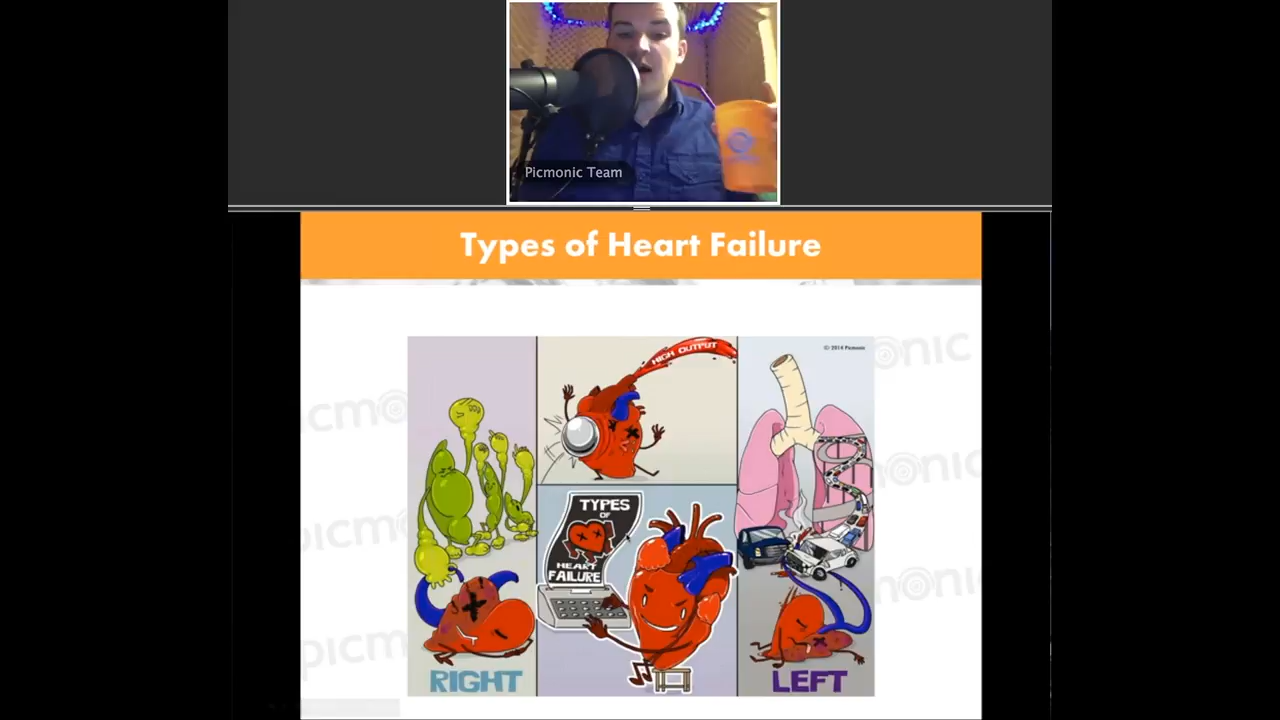 Picmonic Team
Types of Heart Failure
© 2014 Picmonic
HIGH OUTPUT
TYPES
OF
HEART
FAILURE
RIGHT
LEFT